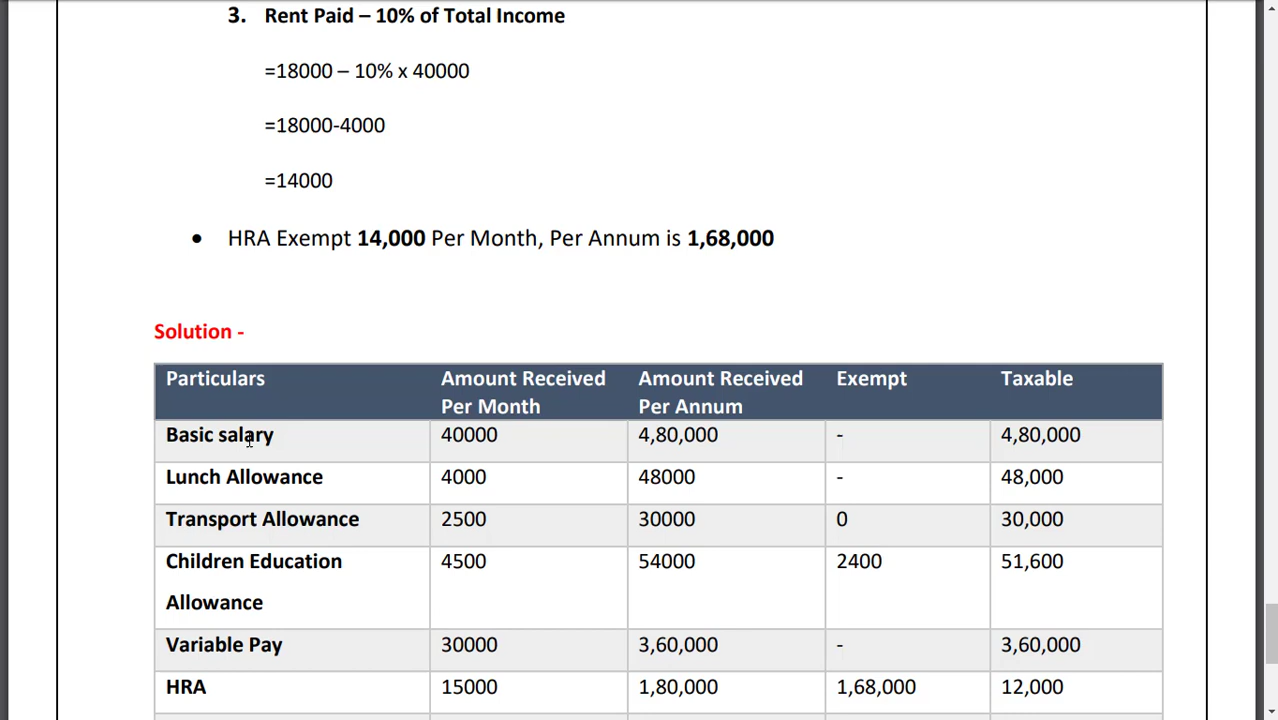 3. Rent Paid – 10% of Total Income
=18000 – 10% x 40000
=18000-4000
=14000
• HRA Exempt 14,000 Per Month, Per Annum is 1,68,000
Solution -
Particulars Amount Received Per Month Amount Received Per Annum Exempt Taxable
Basic salary 40000 4,80,000 - 4,80,000
Lunch Allowance 4000 48000 - 48,000
Transport Allowance 2500 30000 0 30,000
Children Education Allowance 4500 54000 2400 51,600
Variable Pay 30000 3,60,000 - 3,60,000
HRA 15000 1,80,000 1,68,000 12,000